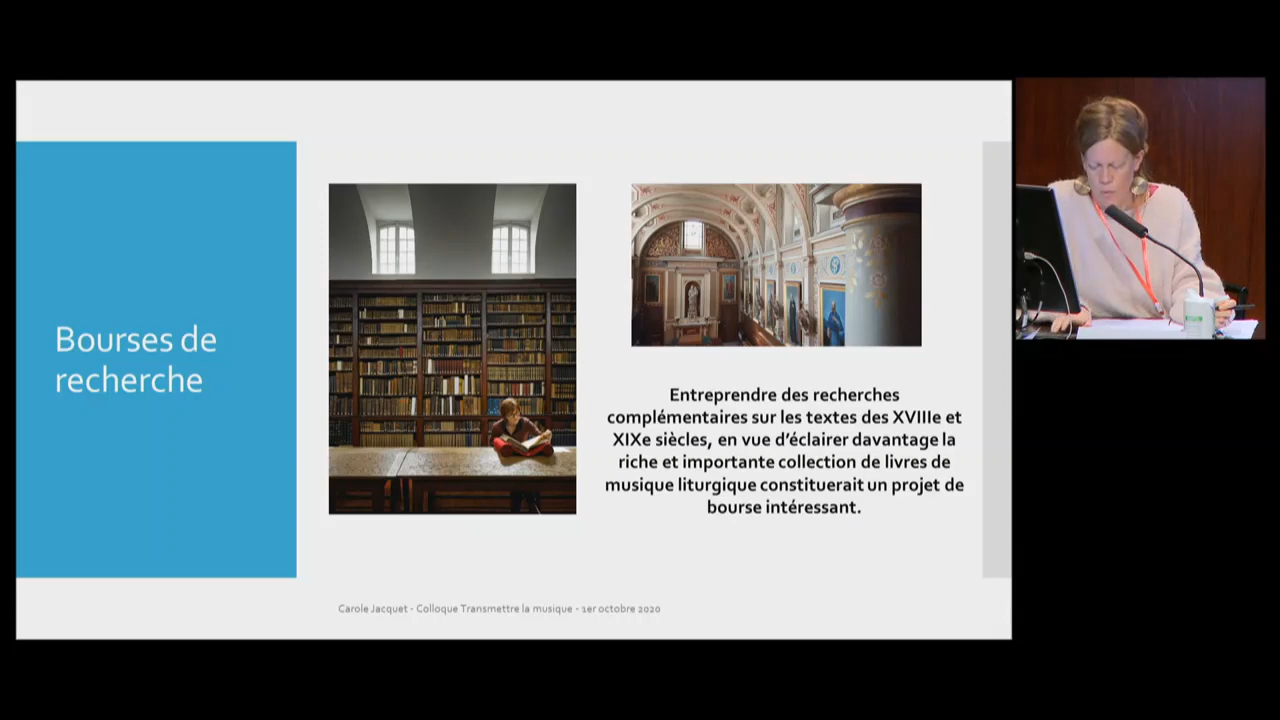 Bourses de
recherche
Entreprendre des recherches
complémentaires sur les textes des XVIIIe et
XIXe siècles, en vue d’éclairer davantage la
riche et importante collection de livres de
musique liturgique constituerait un projet de
bourse intéressant.
Carole Jacquet - Colloque Transmettre la musique - 1er octobre 2020